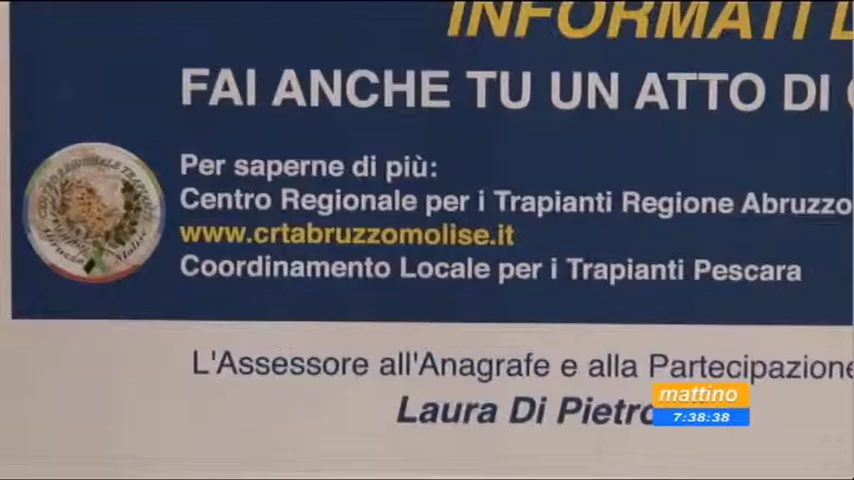 INFORMATI
FAI ANCHE TU UN ATTO DI
Per saperne di più:
Centro Regionale per i Trapianti Regione Abruzzo
www.crtabruzzomolise.it
Coordinamento Locale per i Trapianti Pescara
L'Assessore all'Anagrafe e alla Partecipazione
Laura Di Pietro
mattino
7:38:38